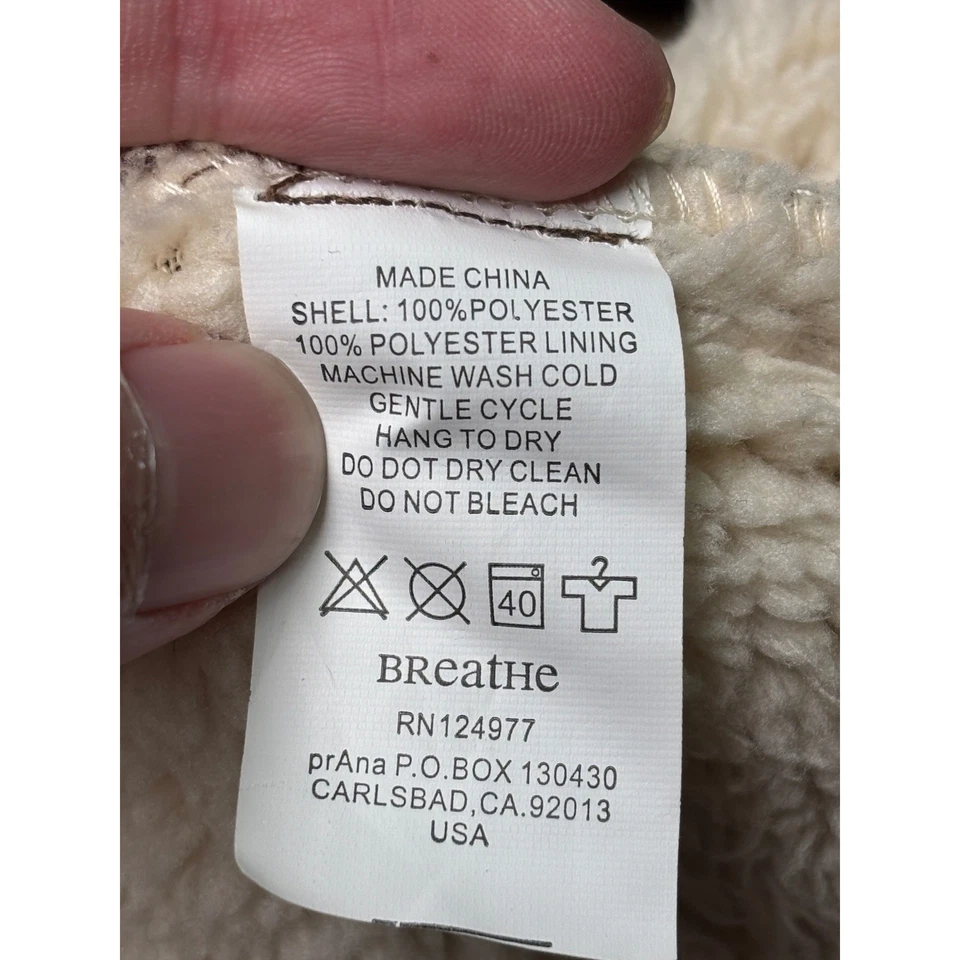 MADE CHINA
SHELL: 100%POLYESTER
100% POLYESTER LINING
MACHINE WASH COLD
GENTLE CYCLE
HANG TO DRY
DO DOT DRY CLEAN
DO NOT BLEACH
40
BReatHe
RN124977
prAna P.O.BOX 130430
CARLSBAD,CA.92013
USA